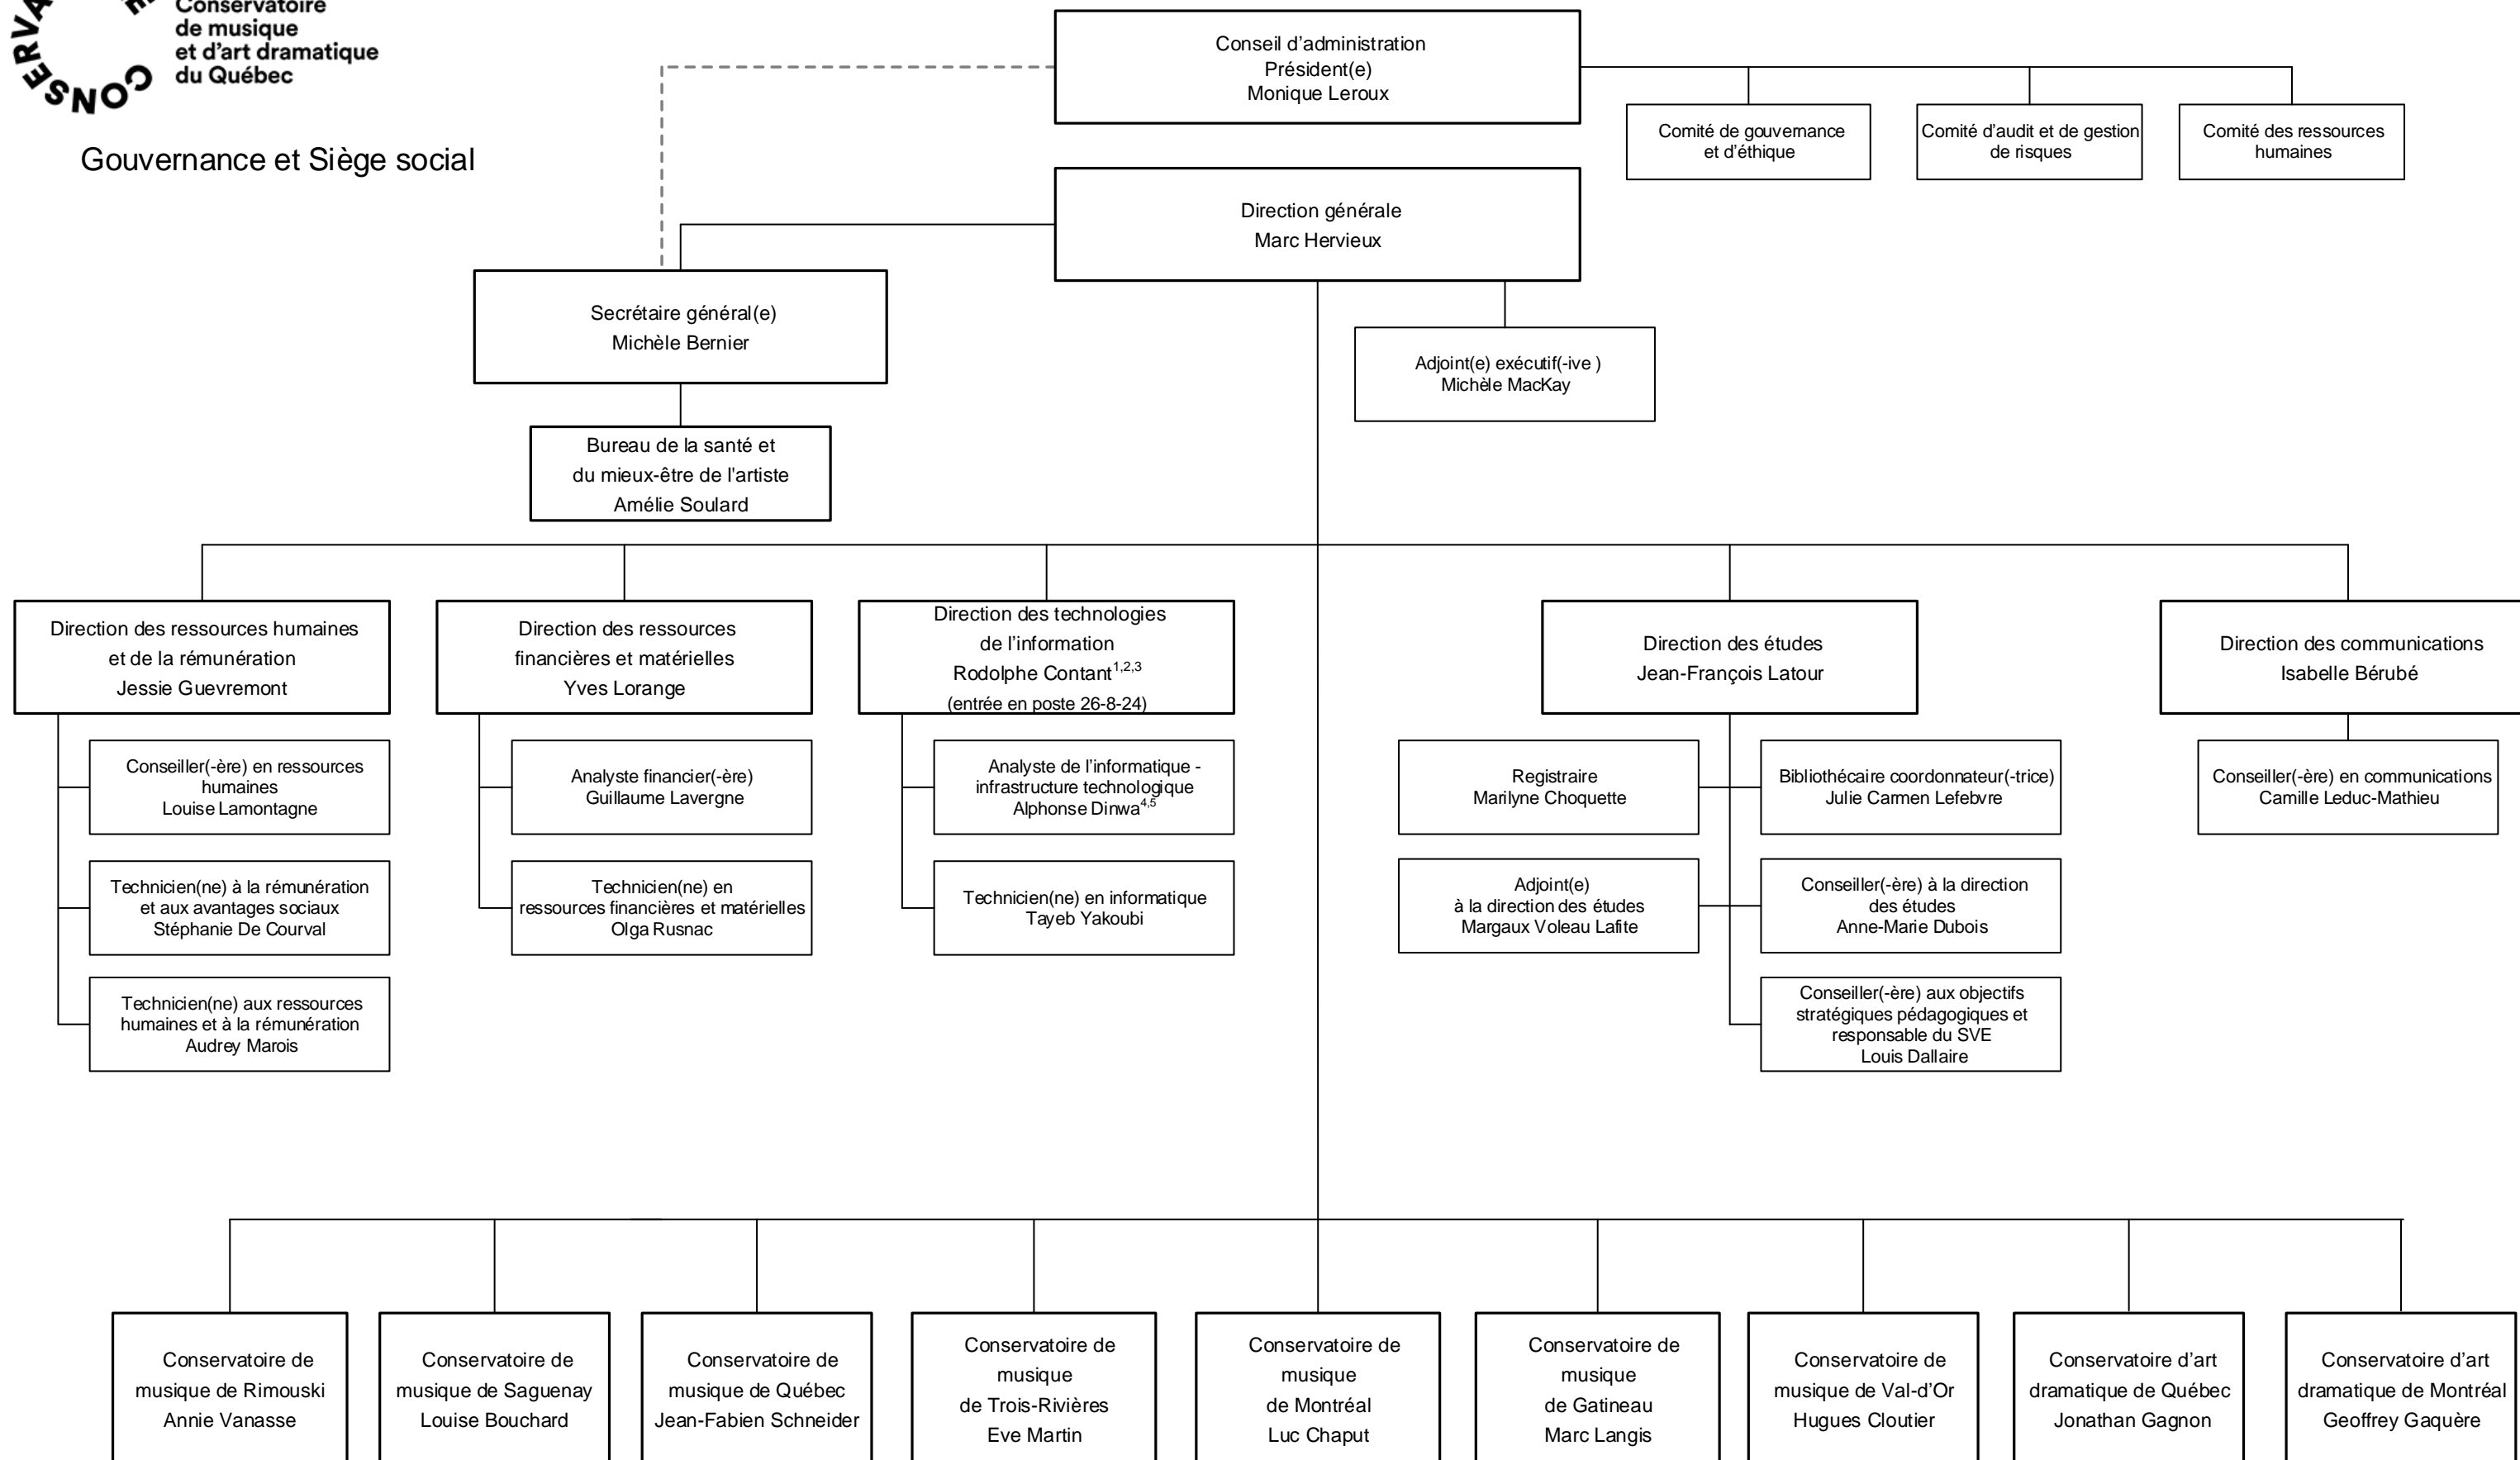 Conservatoire
de musique
et d'art dramatique
du Québec
CONSERVA
Gouvernance et Siège social
Conseil d'administration
Président(e)
Monique Leroux
Comité de gouvernance
et d'éthique
Comité d'audit et de gestion
de risques
Comité des ressources
humaines
Direction générale
Marc Hervieux
Secrétaire général(e)
Michèle Bernier
Adjoint(e) exécutif(-ive )
Michèle MacKay
Bureau de la santé et
du mieux-être de l'artiste
Amélie Soulard
Direction des ressources humaines
et de la rémunération
Jessie Guevremont
Direction des ressources
financières et matérielles
Yves Lorange
Direction des technologies
de l'information
Rodolphe Contant1,2,3
(entrée en poste 26-8-24)
Direction des études
Jean-François Latour
Direction des communications
Isabelle Bérubé
Conseiller(-ère) en ressources
humaines
Louise Lamontagne
Technicien(ne) à la rémunération
et aux avantages sociaux
Stéphanie De Courval
Technicien(ne) aux ressources
humaines et à la rémunération
Audrey Marois
Analyste financier(-ère)
Guillaume Lavergne
Technicien(ne) en
ressources financières et matérielles
Olga Rusnac
Analyste de l'informatique -
infrastructure technologique
Alphonse Dinwa4,5
Technicien(ne) en informatique
Tayeb Yakoubi
Registraire
Marilyne Choquette
Bibliothécaire coordonnateur(-trice)
Julie Carmen Lefebvre
Adjoint(e)
à la direction des études
Margaux Voleau Lafite
Conseiller(-ère) à la direction
des études
Anne-Marie Dubois
Conseiller(-ère) aux objectifs
stratégiques pédagogiques et
responsable du SVE
Louis Dallaire
Conseiller(-ère) en communications
Camille Leduc-Mathieu
Conservatoire de
musique de Rimouski
Annie Vanasse
Conservatoire de
musique de Saguenay
Louise Bouchard
Conservatoire de
musique de Québec
Jean-Fabien Schneider
Conservatoire de
musique
de Trois-Rivières
Eve Martin
Conservatoire de
musique
de Montréal
Luc Chaput
Conservatoire de
musique
de Gatineau
Marc Langis
Conservatoire de
musique de Val-d'Or
Hugues Cloutier
Conservatoire d'art
dramatique de Québec
Jonathan Gagnon
Conservatoire d'art
dramatique de Montréal
Geoffrey Gaquère